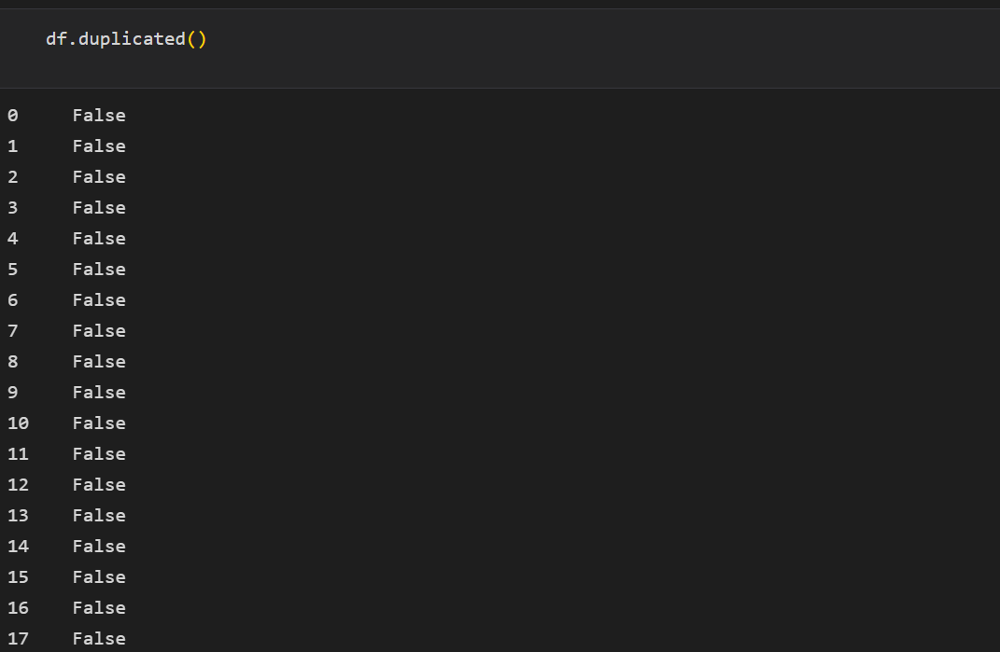 df.duplicated()
0 False
1 False
2 False
3 False
4 False
5 False
6 False
7 False
8 False
9 False
10 False
11 False
12 False
13 False
14 False
15 False
16 False
17 False